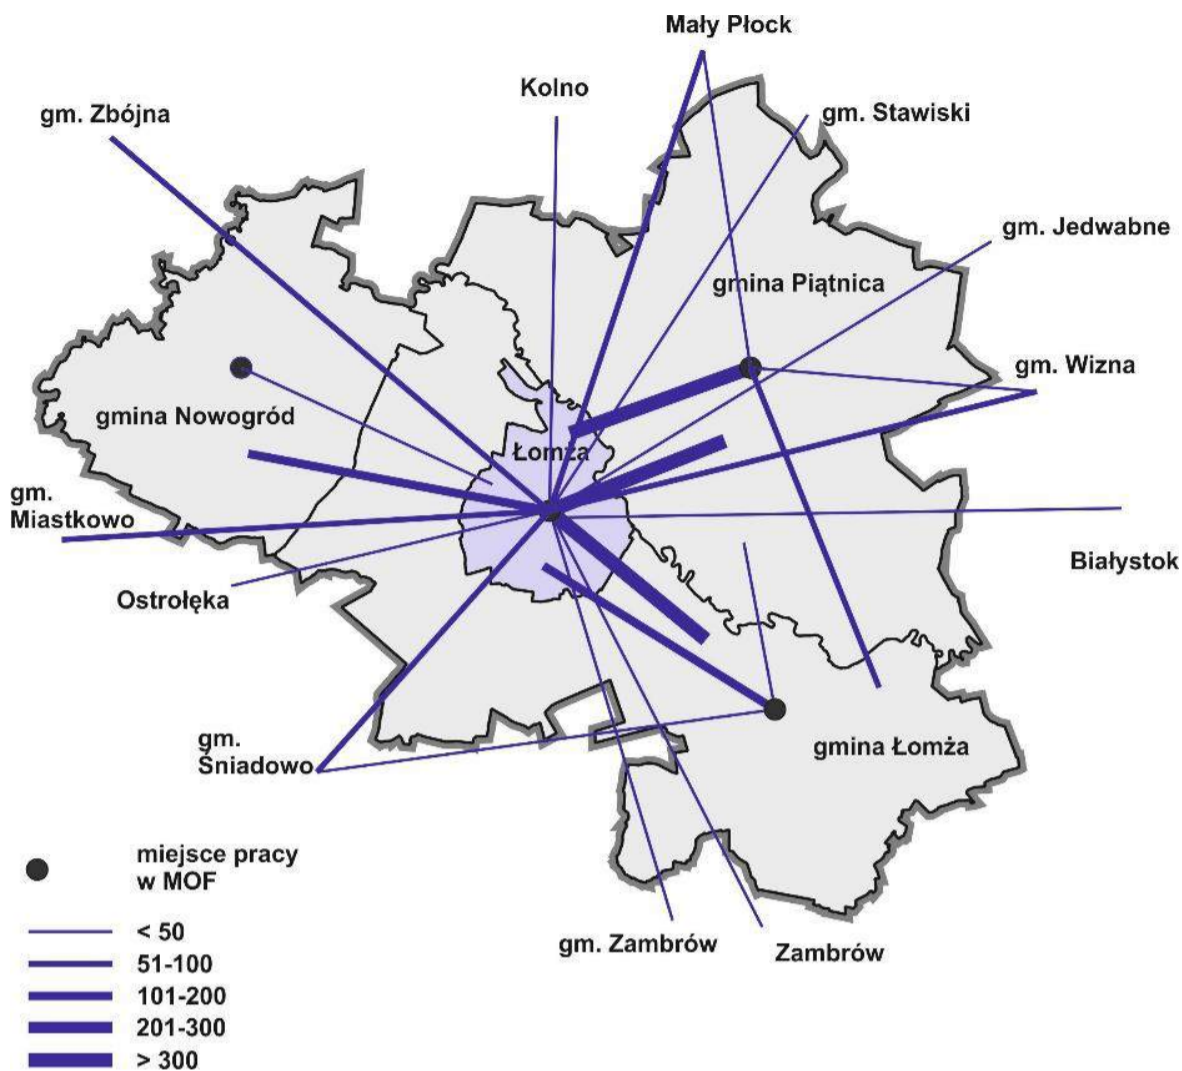 Mały Płock
Kolno
gm. Zbójna
gm. Stawiski
gm. Jedwabne
gmina Piątnica
gm. Wizna
gmina Nowogród
Łomża
gm.
Miastkowo
Białystok
Ostrołęka
gm.
Śniadowo
gmina Łomża
miejsce pracy
w MOF
< 50
51-100
101-200
201-300
> 300
gm. Zambrów
Zambrów